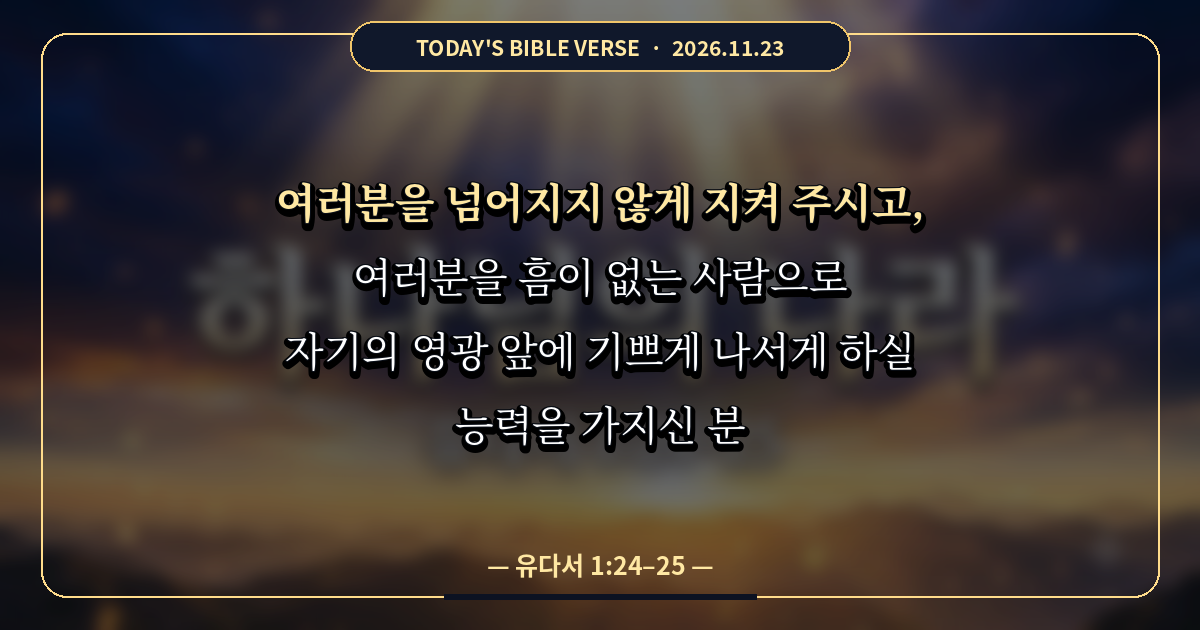 TODAY'S BIBLE VERSE · 2026.11.23
여러분을 넘어지지 않게 지켜 주시고,
여러분을 흠이 없는 사람으로
자기의 영광 앞에 기쁘게 나서게 하실
능력을 가지신 분
— 유다서 1:24–25 —